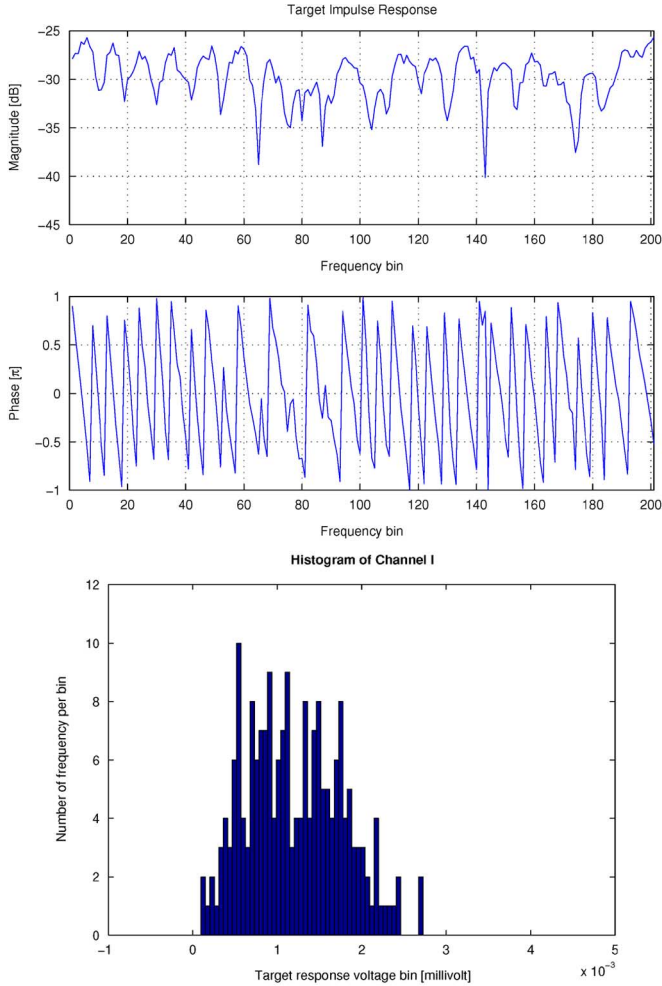 Target Impulse Response
−25
−30
−35
−40
−45
Magnitude [dB]
0 20 40 60 80 100 120 140 160 180 200
Frequency bin
1
0.5
0
−0.5
−1
Phase [π]
0 20 40 60 80 100 120 140 160 180 200
Frequency bin
Histogram of Channel I
12
10
8
6
4
2
0
Number of frequency per bin
−1 0 1 2 3 4 5
x 10⁻³
Target response voltage bin [millivolt]